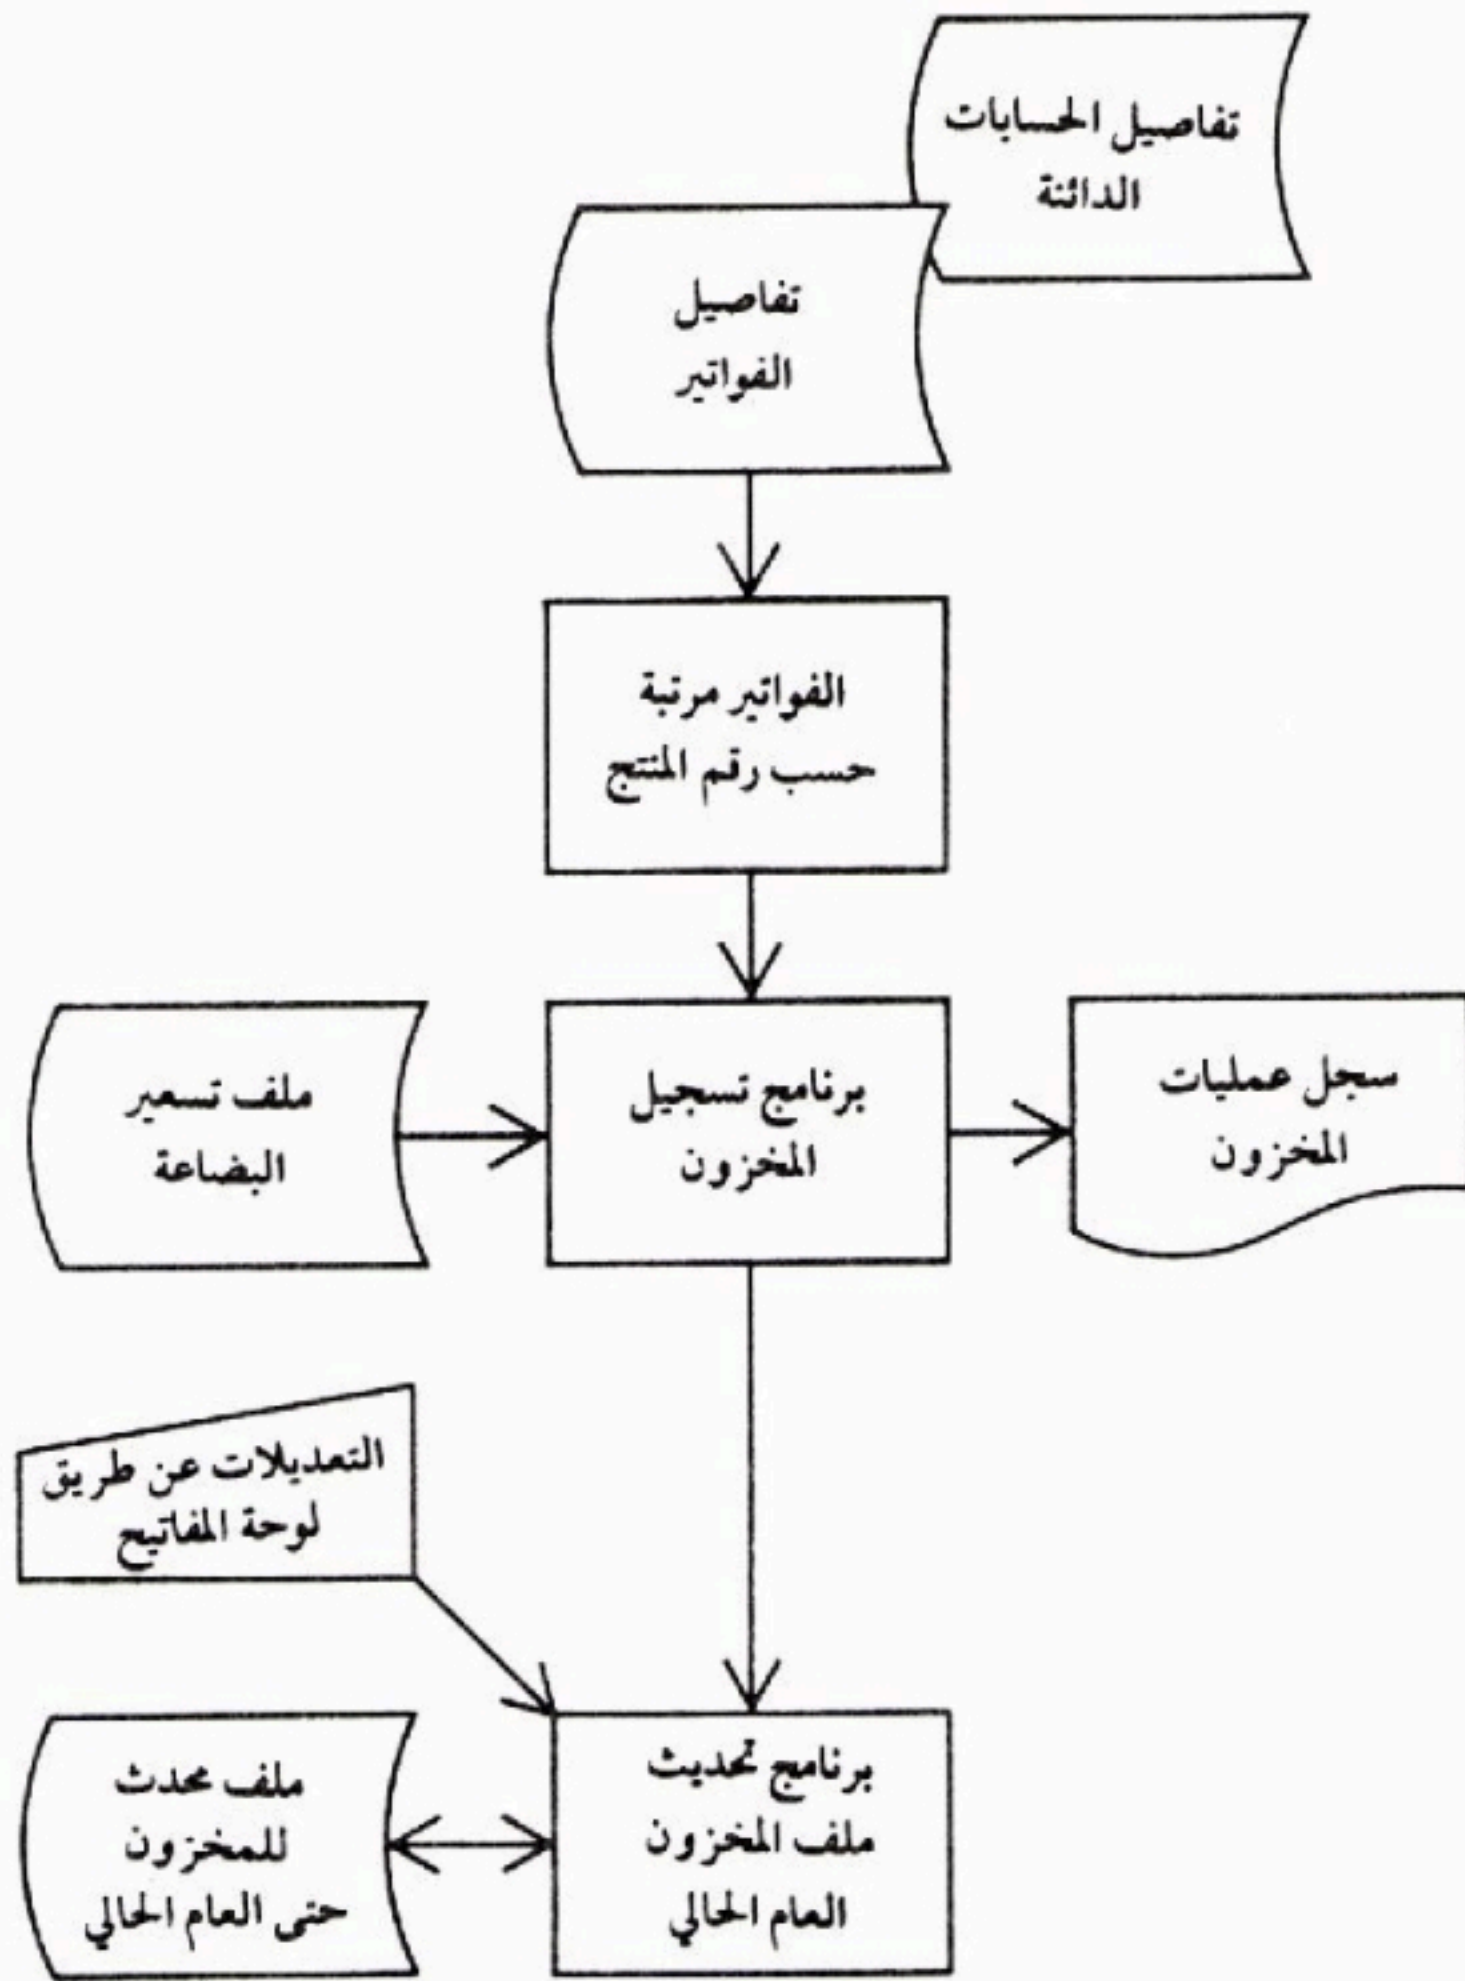 تفاصيل الحسابات
الدائنة
تفاصيل
الفواتير
الفواتير مرتبة
حسب رقم المنتج
ملف تسعير
البضاعة
برنامج تسجيل
المخزون
سجل عمليات
المخزون
التعديلات عن طريق
لوحة المفاتيح
ملف محدث
للمخزون
حتى العام الحالي
برنامج تحديث
ملف المخزون
العام الحالي